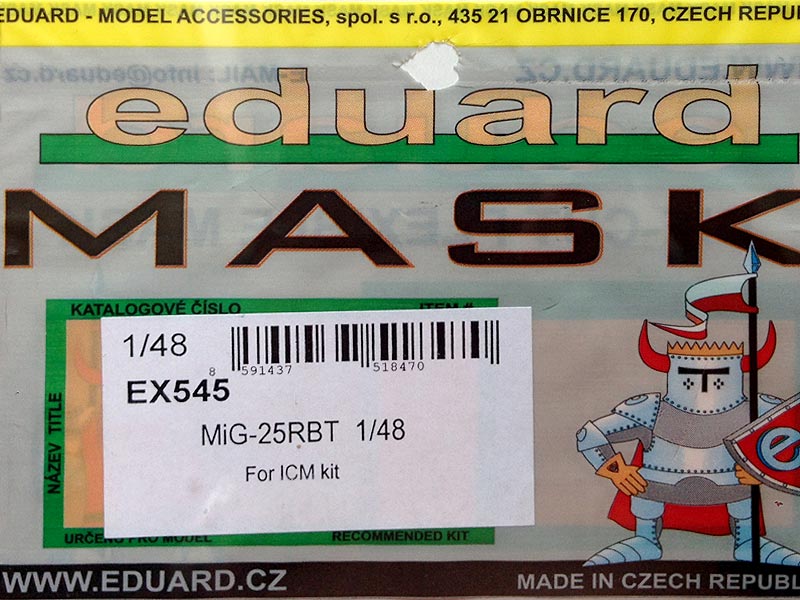 EDUARD - MODEL ACCESSORIES, spol. s r.o., 435 21 OBRNICE 170, CZECH REPU
eduard
MASK
KATALOGOVÉ ČÍSLO ITEM #
1/48
8 591437 518470
EX545
MiG-25RBT 1/48
For ICM kit
NÁZEV TITLE
URČENO PRO MODEL RECOMMENDED KIT
e
WWW.EDUARD.CZ
MADE IN CZECH REPUBL